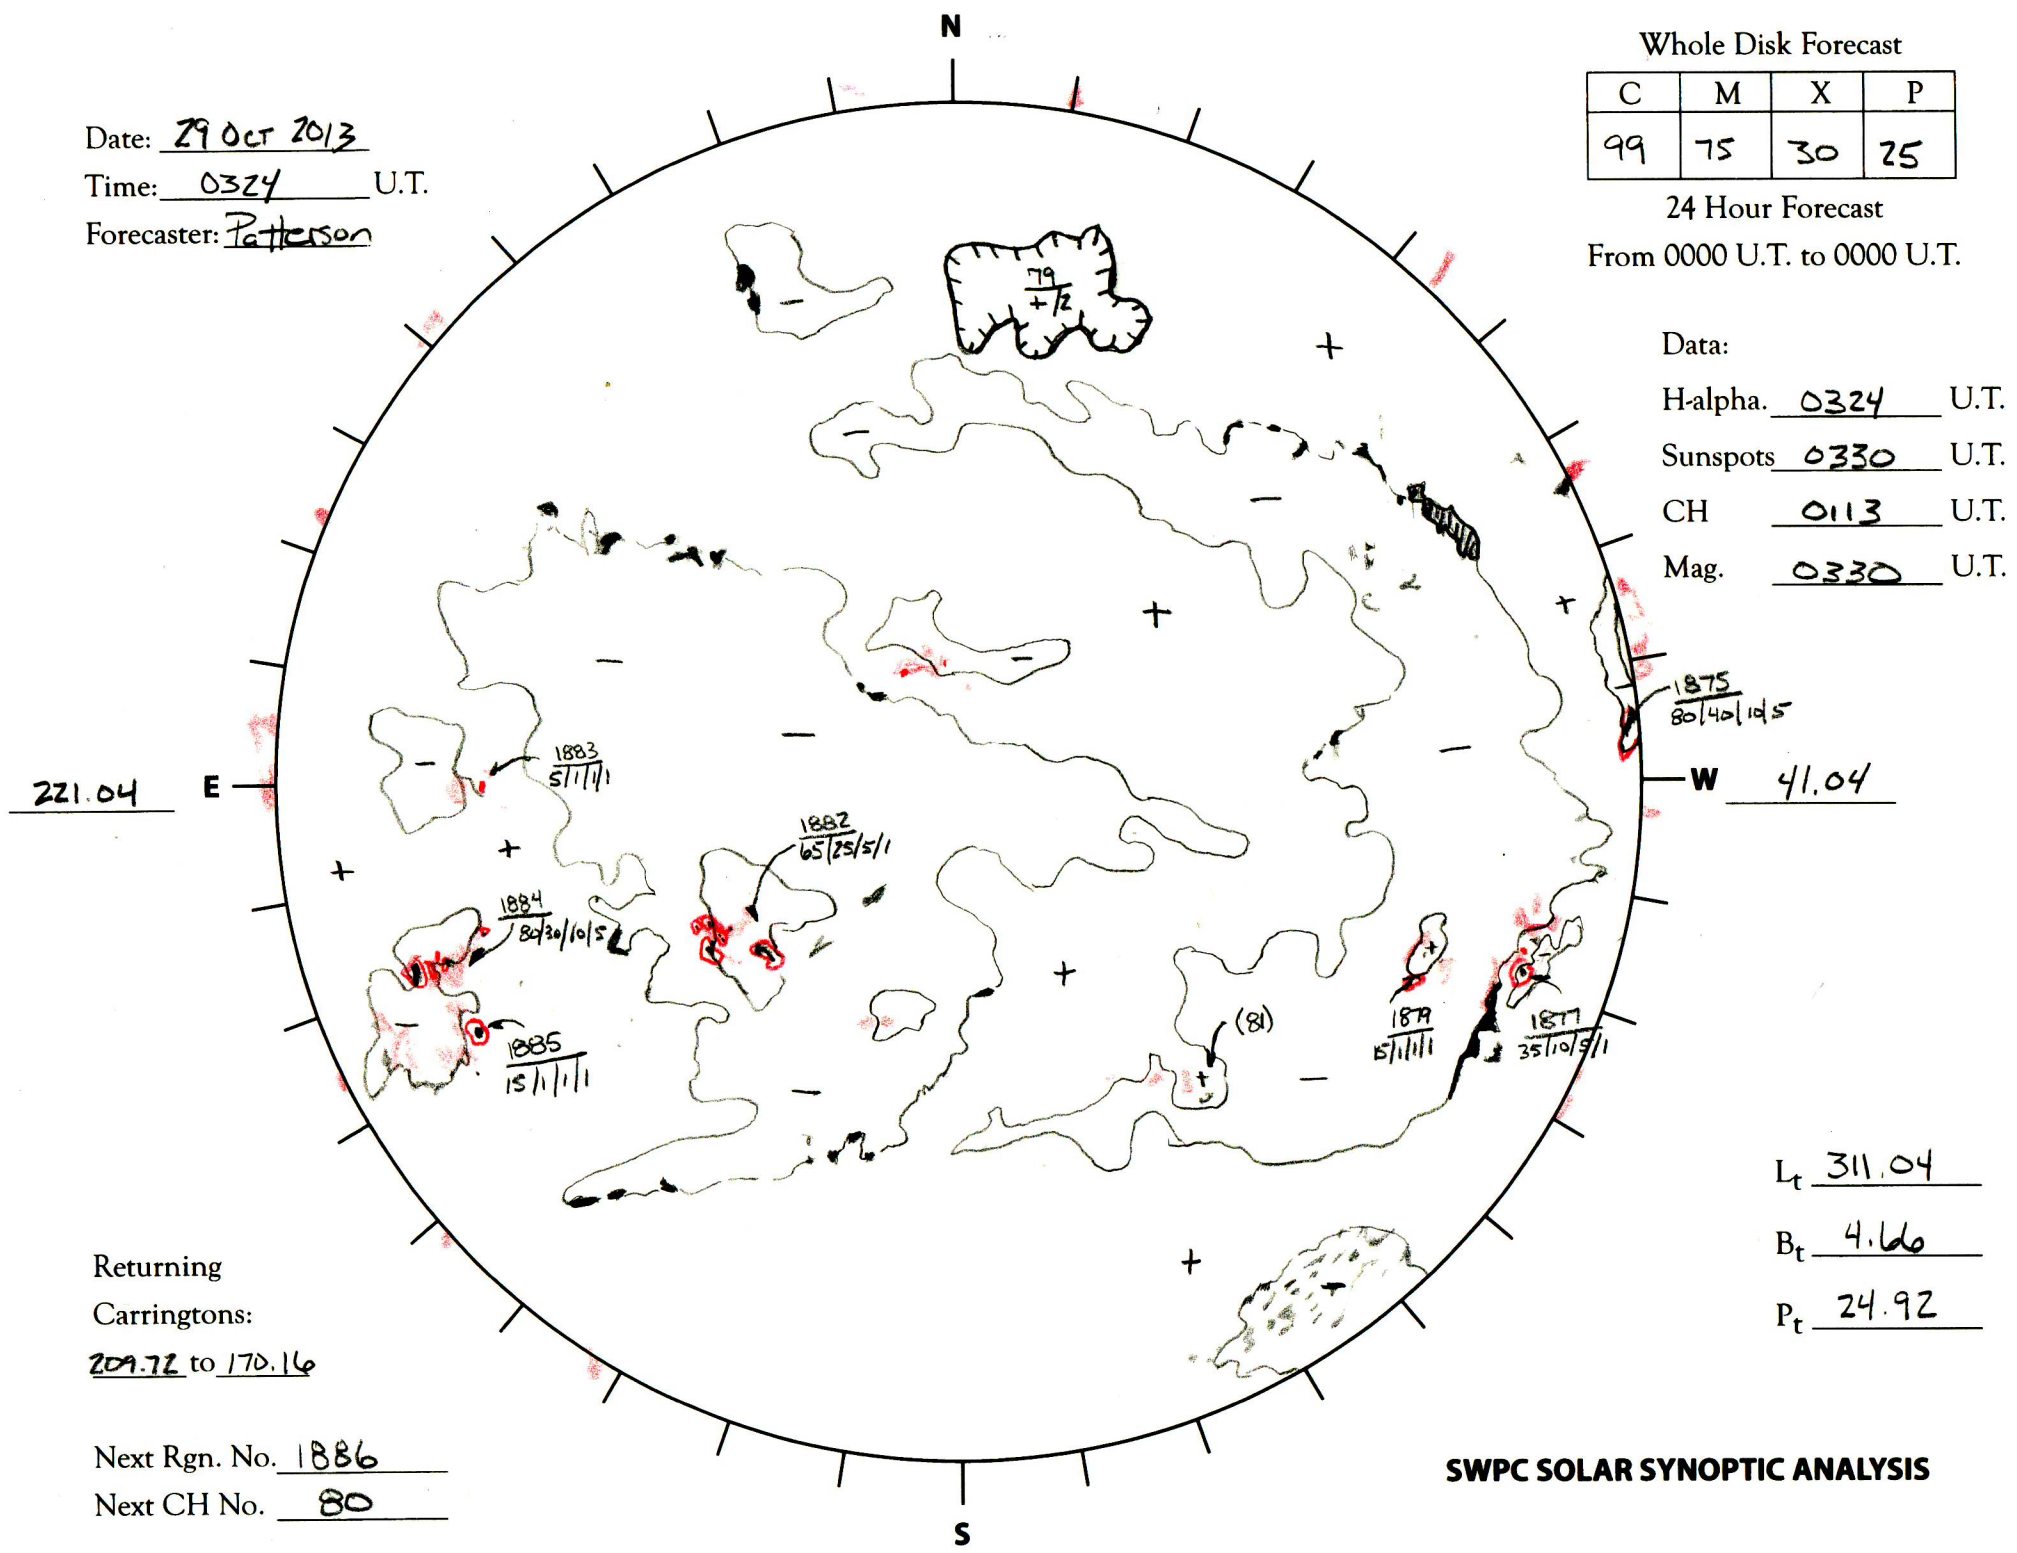 N
Whole Disk Forecast
C M X P
99 75 30 25
24 Hour Forecast
From 0000 U.T. to 0000 U.T.
Date: 29 Oct 2013
Time: 0324 U.T.
Forecaster: Patterson
79
+/2
Data:
H-alpha. 0324 U.T.
Sunspots 0330 U.T.
CH 0113 U.T.
Mag. 0330 U.T.
1875
80/40/10/5
1883
5/1/1/1
221.04 E
W 41.04
1882
65/25/5/1
1884
80/30/10/5
1885
15/1/1/1
(81)
1879
15/1/1/1
1877
35/10/5/1
Lt 311.04
Bt 4.66
Pt 24.92
Returning
Carringtons:
209.72 to 170.16
Next Rgn. No. 1886
Next CH No. 80
SWPC SOLAR SYNOPTIC ANALYSIS
S